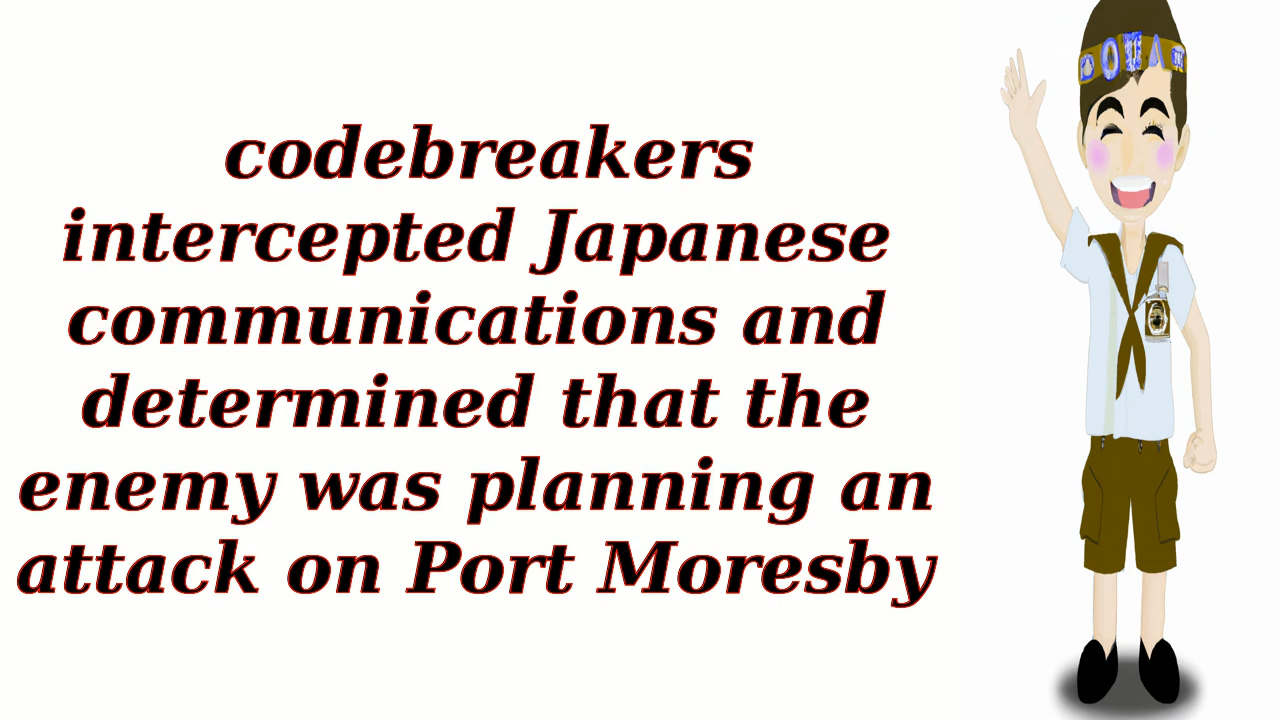 codebreakers
intercepted Japanese
communications and
determined that the
enemy was planning an
attack on Port Moresby